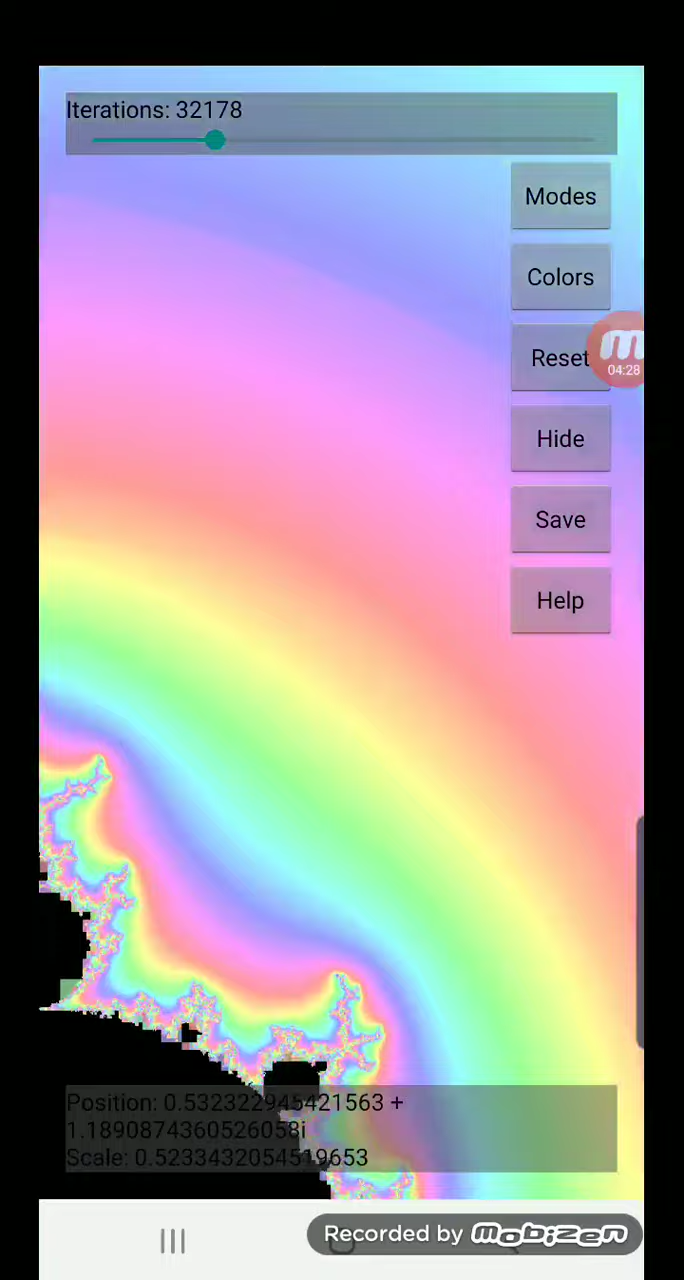 Iterations: 32178
Modes
Colors
Reset
04:28
Hide
Save
Help
Position: 0.532322945421563 +
1.1890874360526058i
Scale: 0.5233432054519653
Recorded by mobizen